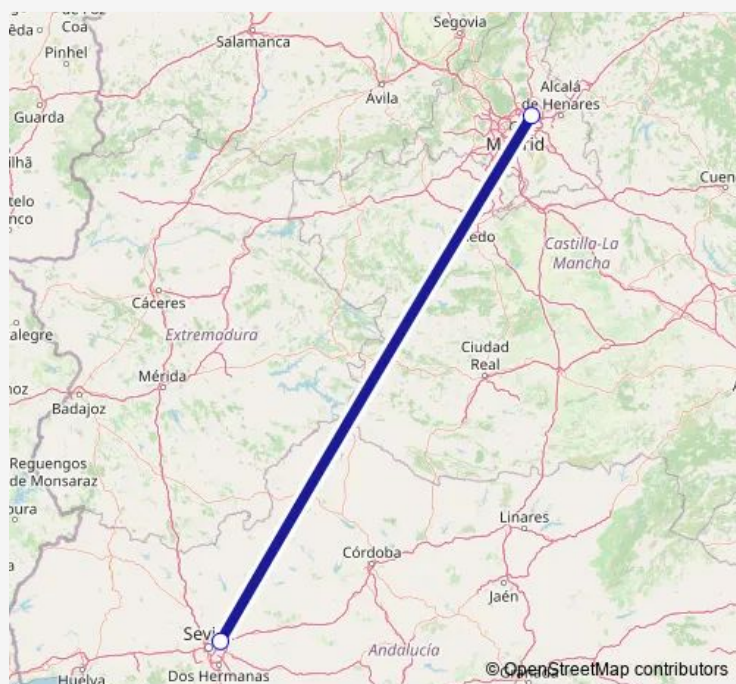 Coa
Segovia
Salamanca
Pinhel
Ávila
Alcalá
de Henares
Guarda
Madrid
Castilla-La
Mancha
Cáceres
Extremadura
Ciudad
Real
Mérida
Badajoz
Reguengos
de Monsaraz
Linares
Córdoba
Jaén
Andalucía
Dos Hermanas
Huelva
© OpenStreetMap contributors